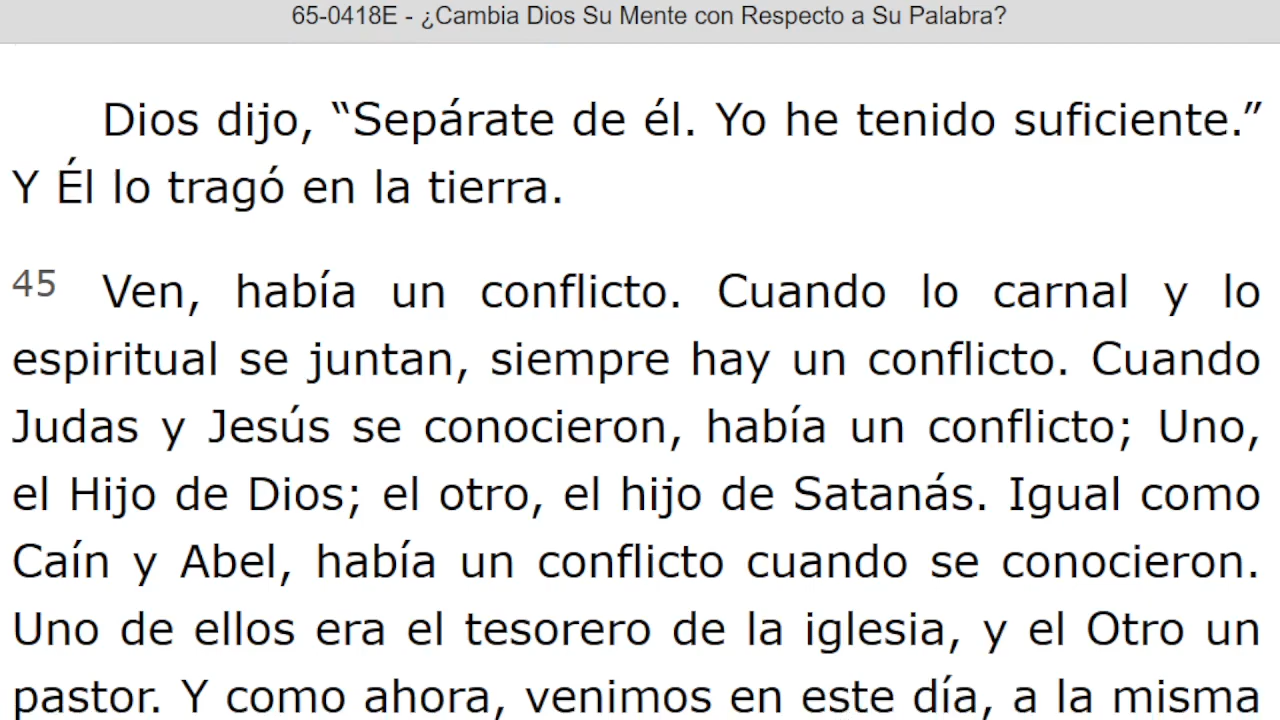 65-0418E - ¿Cambia Dios Su Mente con Respecto a Su Palabra?
Dios dijo, “Sepárate de él. Yo he tenido suficiente.”
Y Él lo tragó en la tierra.
45 Ven, había un conflicto. Cuando lo carnal y lo
espiritual se juntan, siempre hay un conflicto. Cuando
Judas y Jesús se conocieron, había un conflicto; Uno,
el Hijo de Dios; el otro, el hijo de Satanás. Igual como
Caín y Abel, había un conflicto cuando se conocieron.
Uno de ellos era el tesorero de la iglesia, y el Otro un
pastor. Y como ahora, venimos en este día, a la misma